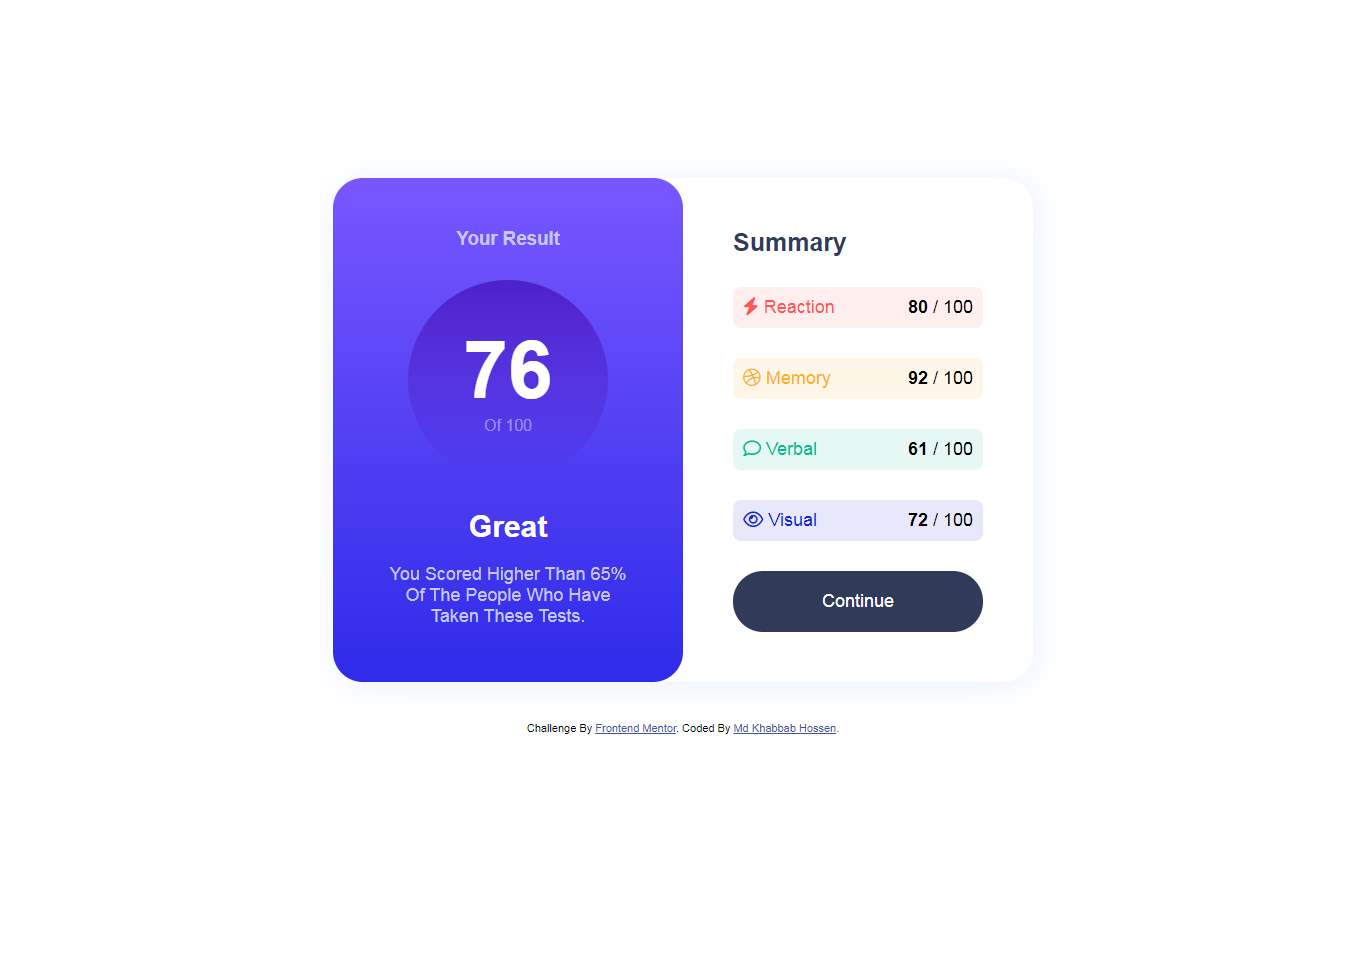 Your Result
76
Of 100
Great
You Scored Higher Than 65%
Of The People Who Have
Taken These Tests.
Summary
Reaction 80 / 100
Memory 92 / 100
Verbal 61 / 100
Visual 72 / 100
Continue
Challenge By Frontend Mentor. Coded By Md Khabbab Hossen.